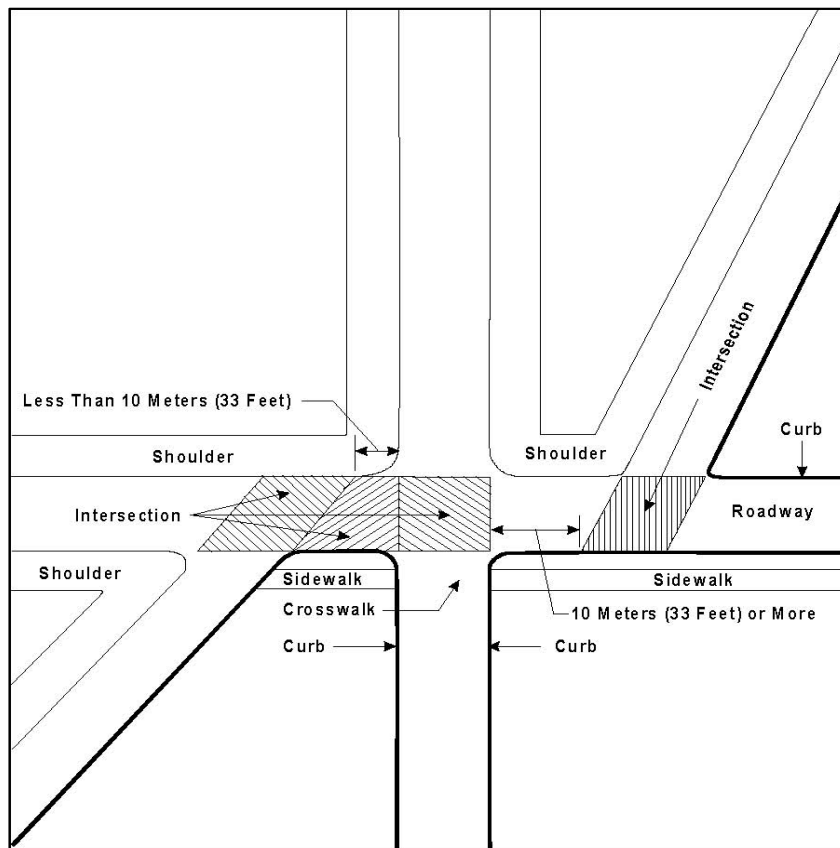 Intersection
Less Than 10 Meters (33 Feet)
Curb
Shoulder
Shoulder
Intersection
Roadway
Shoulder
Sidewalk
Sidewalk
Crosswalk
10 Meters (33 Feet) or More
Curb
Curb